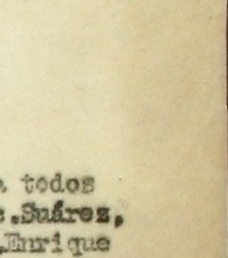 a todos
s.Suárez,
.Enrique